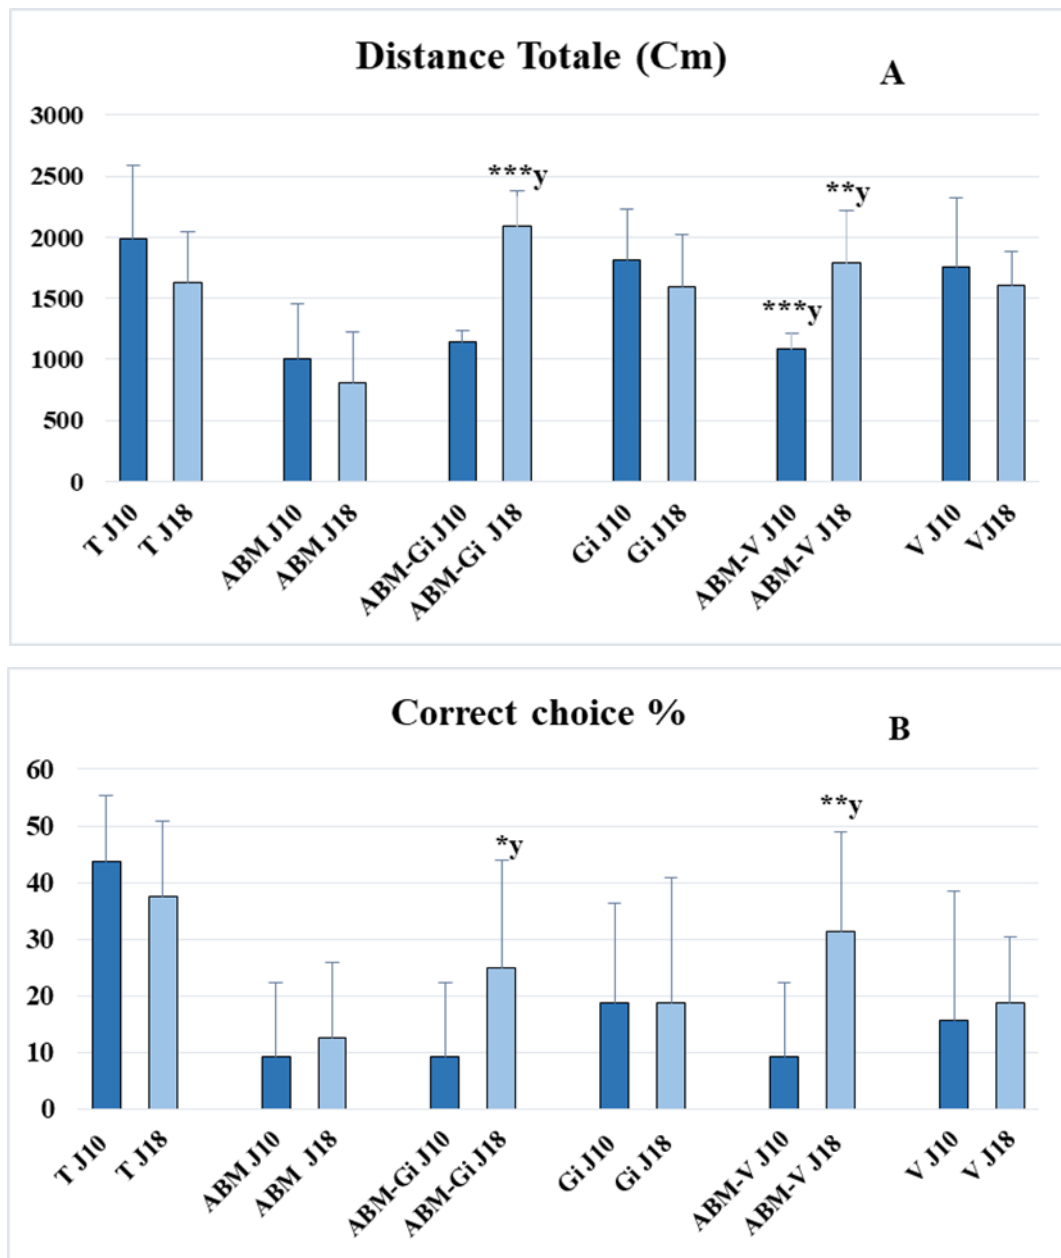 Distance Totale (Cm)
A
3000
2500
2000
1500
1000
500
0
***y
***y
**y
T J10
T J18
ABM J10
ABM J18
ABM-Gi J10
ABM-Gi J18
Gi J10
Gi J18
ABM-V J10
ABM-V J18
V J10
VJ18
Correct choice %
B
60
50
40
30
20
10
0
*y
**y
T J10
T J18
ABM J10
ABM J18
ABM-Gi J10
ABM-Gi J18
Gi J10
Gi J18
ABM-V J10
ABM-V J18
V J10
V J18